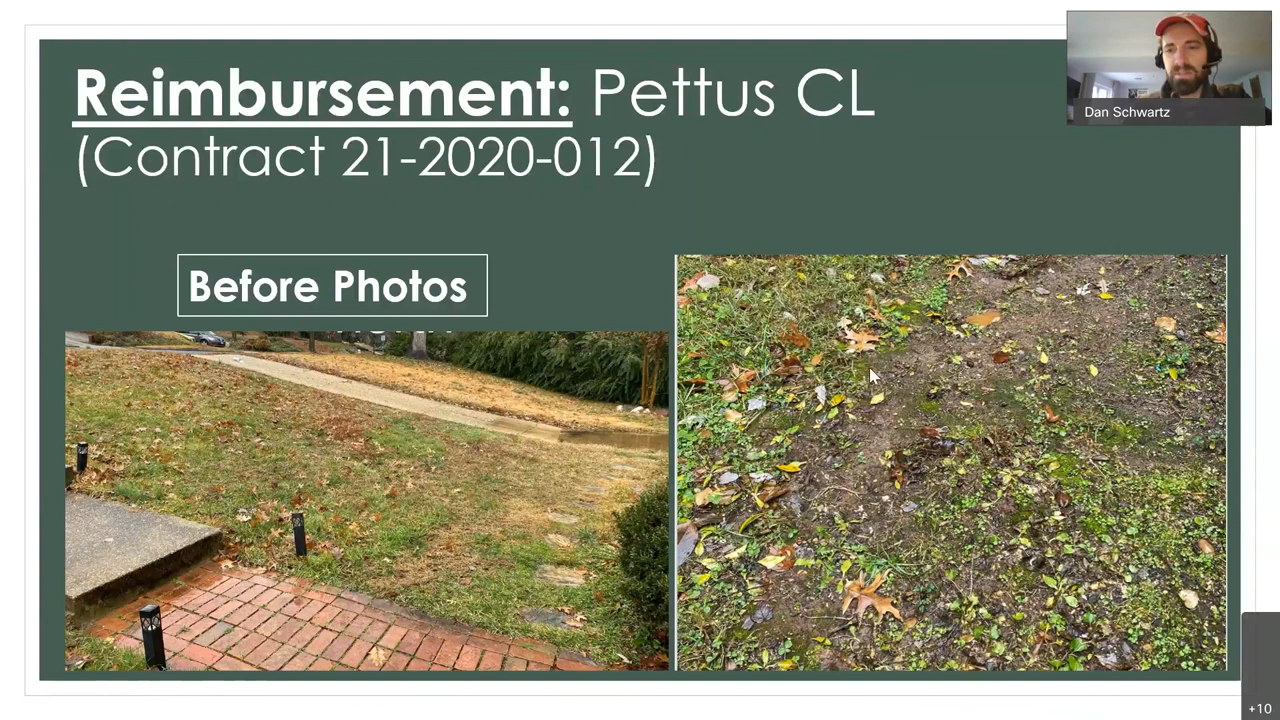 Reimbursement: Pettus CL
(Contract 21-2020-012)
Dan Schwartz
Before Photos
+10